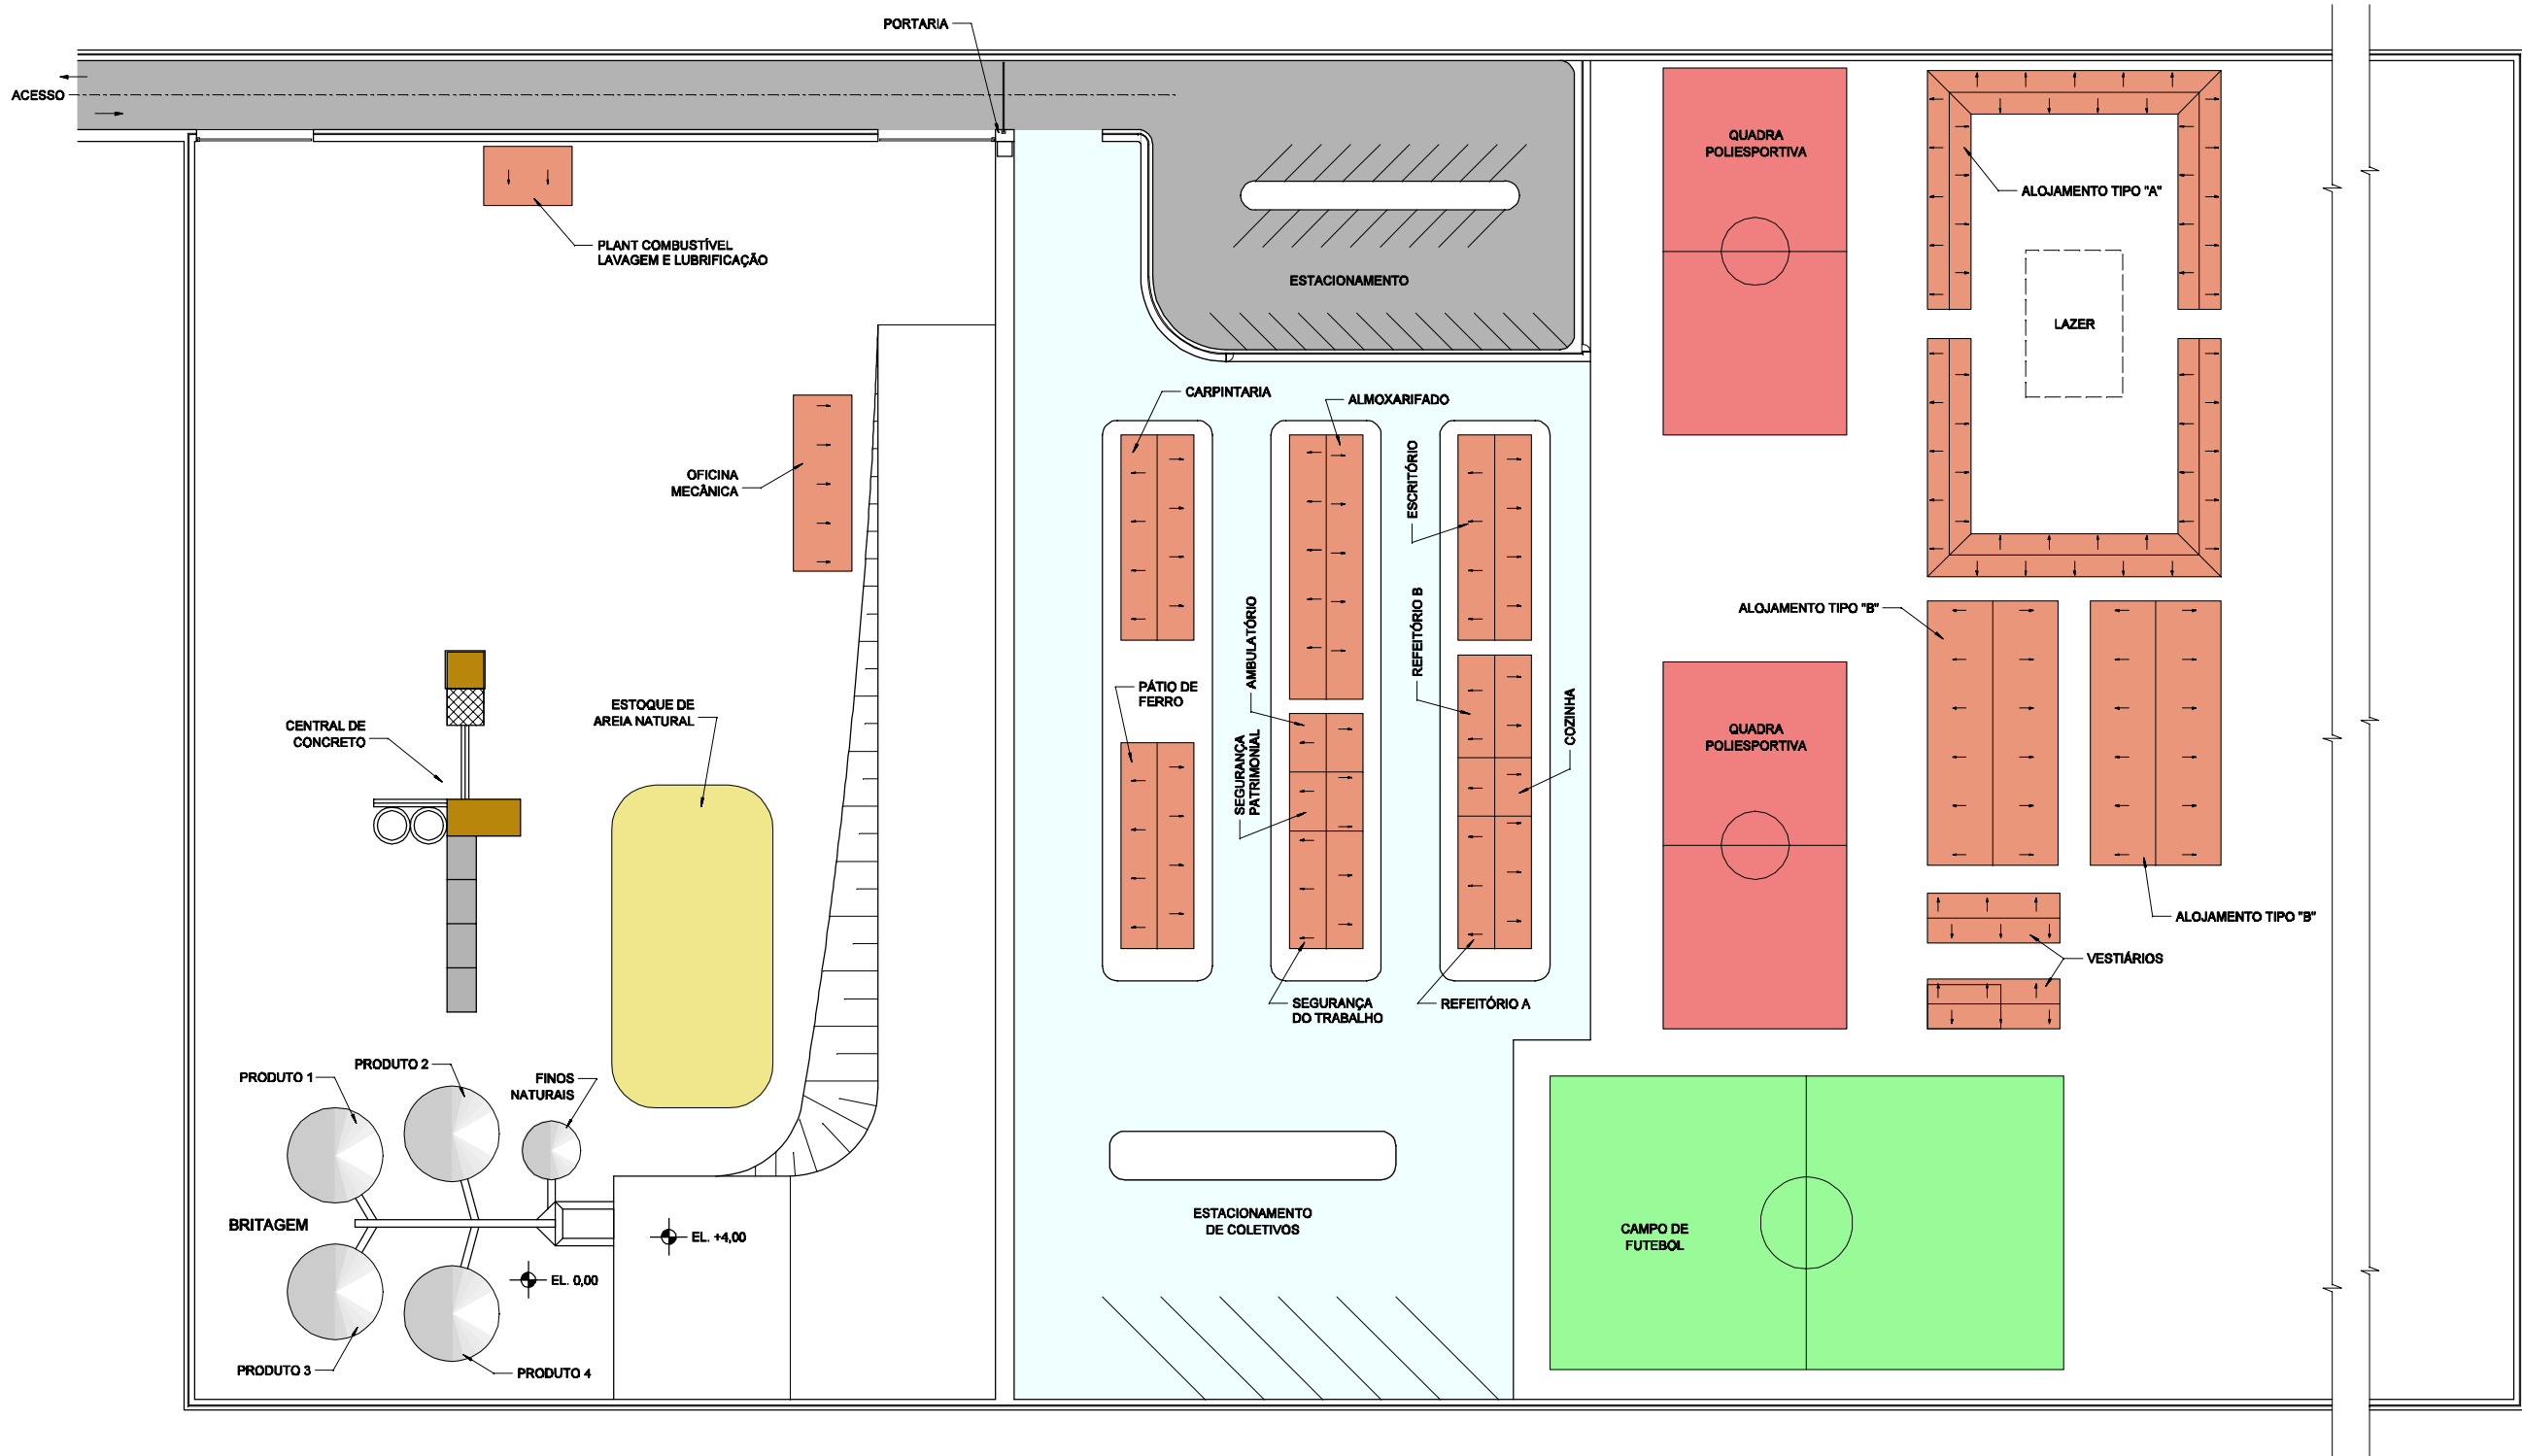 PORTARIA
ACESSO
QUADRA
POLIESPORTIVA
ALOJAMENTO TIPO "A"
PLANT COMBUSTÍVEL
LAVAGEM E LUBRIFICAÇÃO
ESTACIONAMENTO
LAZER
CARPINTARIA
ALMOXARIFADO
ESCRITÓRIO
OFICINA
MECÂNICA
AMBULATÓRIO
REFEITÓRIO B
ALOJAMENTO TIPO "B"
PÁTIO DE
FERRO
ESTOQUE DE
AREIA NATURAL
CENTRAL DE
CONCRETO
SEGURANÇA
PATRIMONIAL
COZINHA
QUADRA
POLIESPORTIVA
ALOJAMENTO TIPO "B"
VESTIÁRIOS
SEGURANÇA
DO TRABALHO
REFEITÓRIO A
PRODUTO 1
PRODUTO 2
FINOS
NATURAIS
BRITAGEM
EL. +4,00
EL. 0,00
ESTACIONAMENTO
DE COLETIVOS
CAMPO DE
FUTEBOL
PRODUTO 3
PRODUTO 4